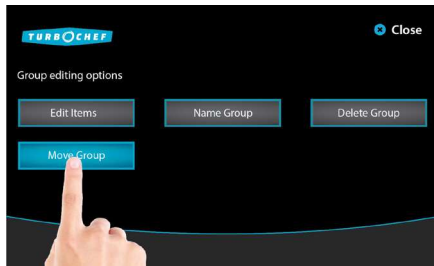 TURBOCHEF
Close
Group editing options
Edit Items
Name Group
Delete Group
Move Group